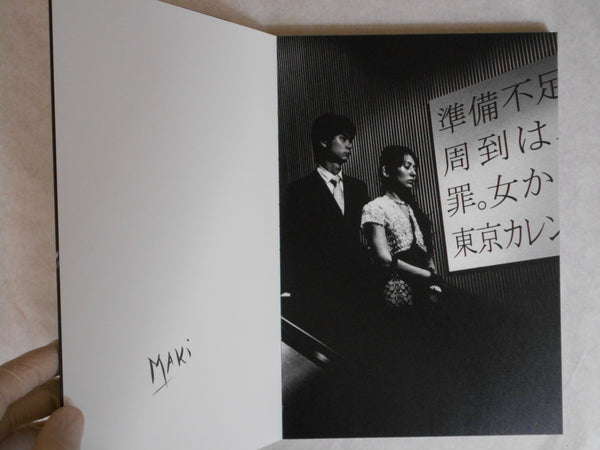 MAKi
準備不足
周到は
罪。女か
東京カレン